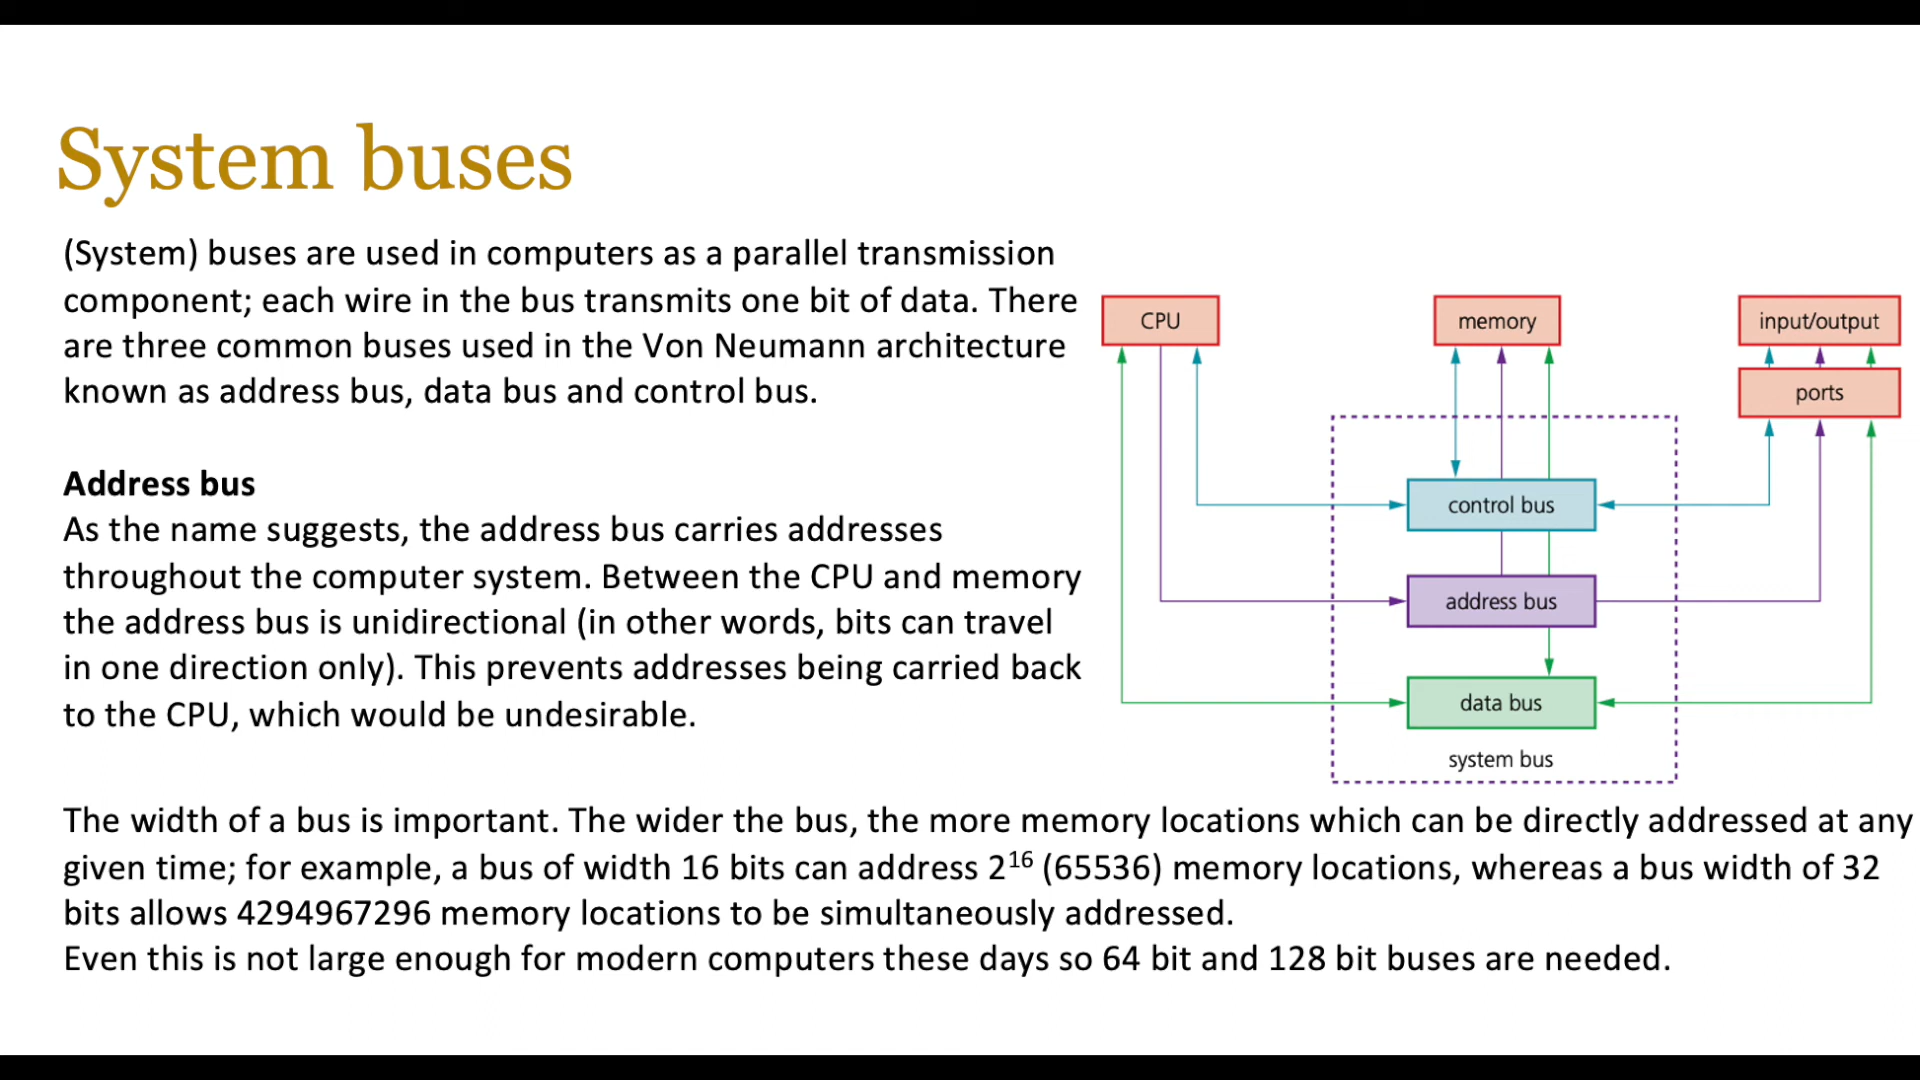 System buses
(System) buses are used in computers as a parallel transmission
component; each wire in the bus transmits one bit of data. There
are three common buses used in the Von Neumann architecture
known as address bus, data bus and control bus.
Address bus
As the name suggests, the address bus carries addresses
throughout the computer system. Between the CPU and memory
the address bus is unidirectional (in other words, bits can travel
in one direction only). This prevents addresses being carried back
to the CPU, which would be undesirable.
CPU
memory
input/output
ports
control bus
address bus
data bus
system bus
The width of a bus is important. The wider the bus, the more memory locations which can be directly addressed at any
given time; for example, a bus of width 16 bits can address 2¹⁶ (65536) memory locations, whereas a bus width of 32
bits allows 4294967296 memory locations to be simultaneously addressed.
Even this is not large enough for modern computers these days so 64 bit and 128 bit buses are needed.